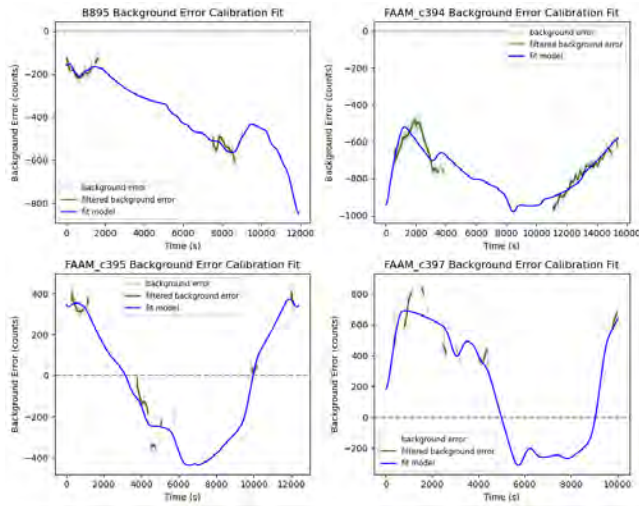 B895 Background Error Calibration Fit
0
−200
−400
−600
−800
Background Error (counts)
background error
filtered background error
fit model
0 2000 4000 6000 8000 10000 12000
Time (s)
FAAM_c394 Background Error Calibration Fit
0
−200
−400
−600
−800
−1000
Background Error (counts)
background error
filtered background error
fit model
0 2000 4000 6000 8000 10000 12000 14000 16000
Time (s)
FAAM_c395 Background Error Calibration Fit
400
200
0
−200
−400
Background Error (counts)
background error
filtered background error
fit model
0 2000 4000 6000 8000 10000 12000
Time (s)
FAAM_c397 Background Error Calibration Fit
800
600
400
200
0
−200
Background Error (counts)
background error
filtered background error
fit model
0 2000 4000 6000 8000 10000
Time (s)